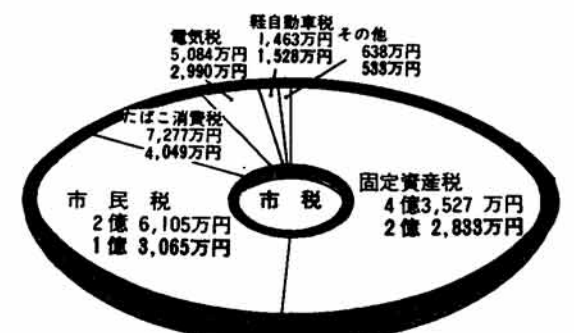 軽自動車税
1,463万円
1,528万円
その他
638万円
533万円
電気税
5,084万円
2,990万円
たばこ消費税
7,277万円
4,049万円
市民税
2億 6,105万円
1億 3,065万円
市税
固定資産税
4億3,527万円
2億 2,833万円